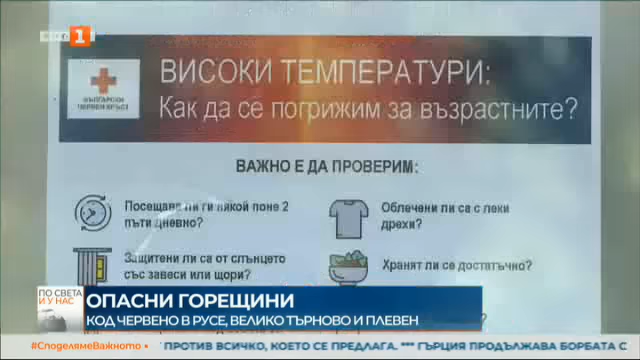 БНТ 1
БЪЛГАРСКИ
ЧЕРВЕН КРЪСТ
ВИСОКИ ТЕМПЕРАТУРИ:
Как да се погрижим за възрастните?
ВАЖНО Е ДА ПРОВЕРИМ:
Посещава ли ги някой поне 2
пъти дневно?
Облечени ли са с леки
дрехи?
Защитени ли са от слънцето
със завеси или щори?
Хранят ли се достатъчно?
ПО СВЕТА
И У НАС
ОПАСНИ ГОРЕЩИНИ
КОД ЧЕРВЕНО В РУСЕ, ВЕЛИКО ТЪРНОВО И ПЛЕВЕН
#СподелямеВажното
ПРОТИВ ВСИЧКО, КОЕТО СЕ ПРЕДЛАГА. *** ГЪРЦИЯ ПРОДЪЛЖАВА БОРБАТА С